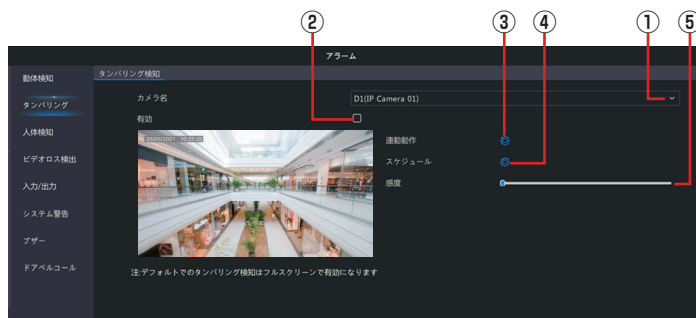 ② ③ ④ ① ⑤
アラーム
動体検知
タンパリング
人体検知
ビデオロス検出
入力/出力
システム警告
ブザー
ドアベルコール
タンパリング検知
カメラ名 D1(IP Camera 01)
有効
連動動作
スケジュール
感度
注:デフォルトでのタンパリング検知はフルスクリーンで有効になります